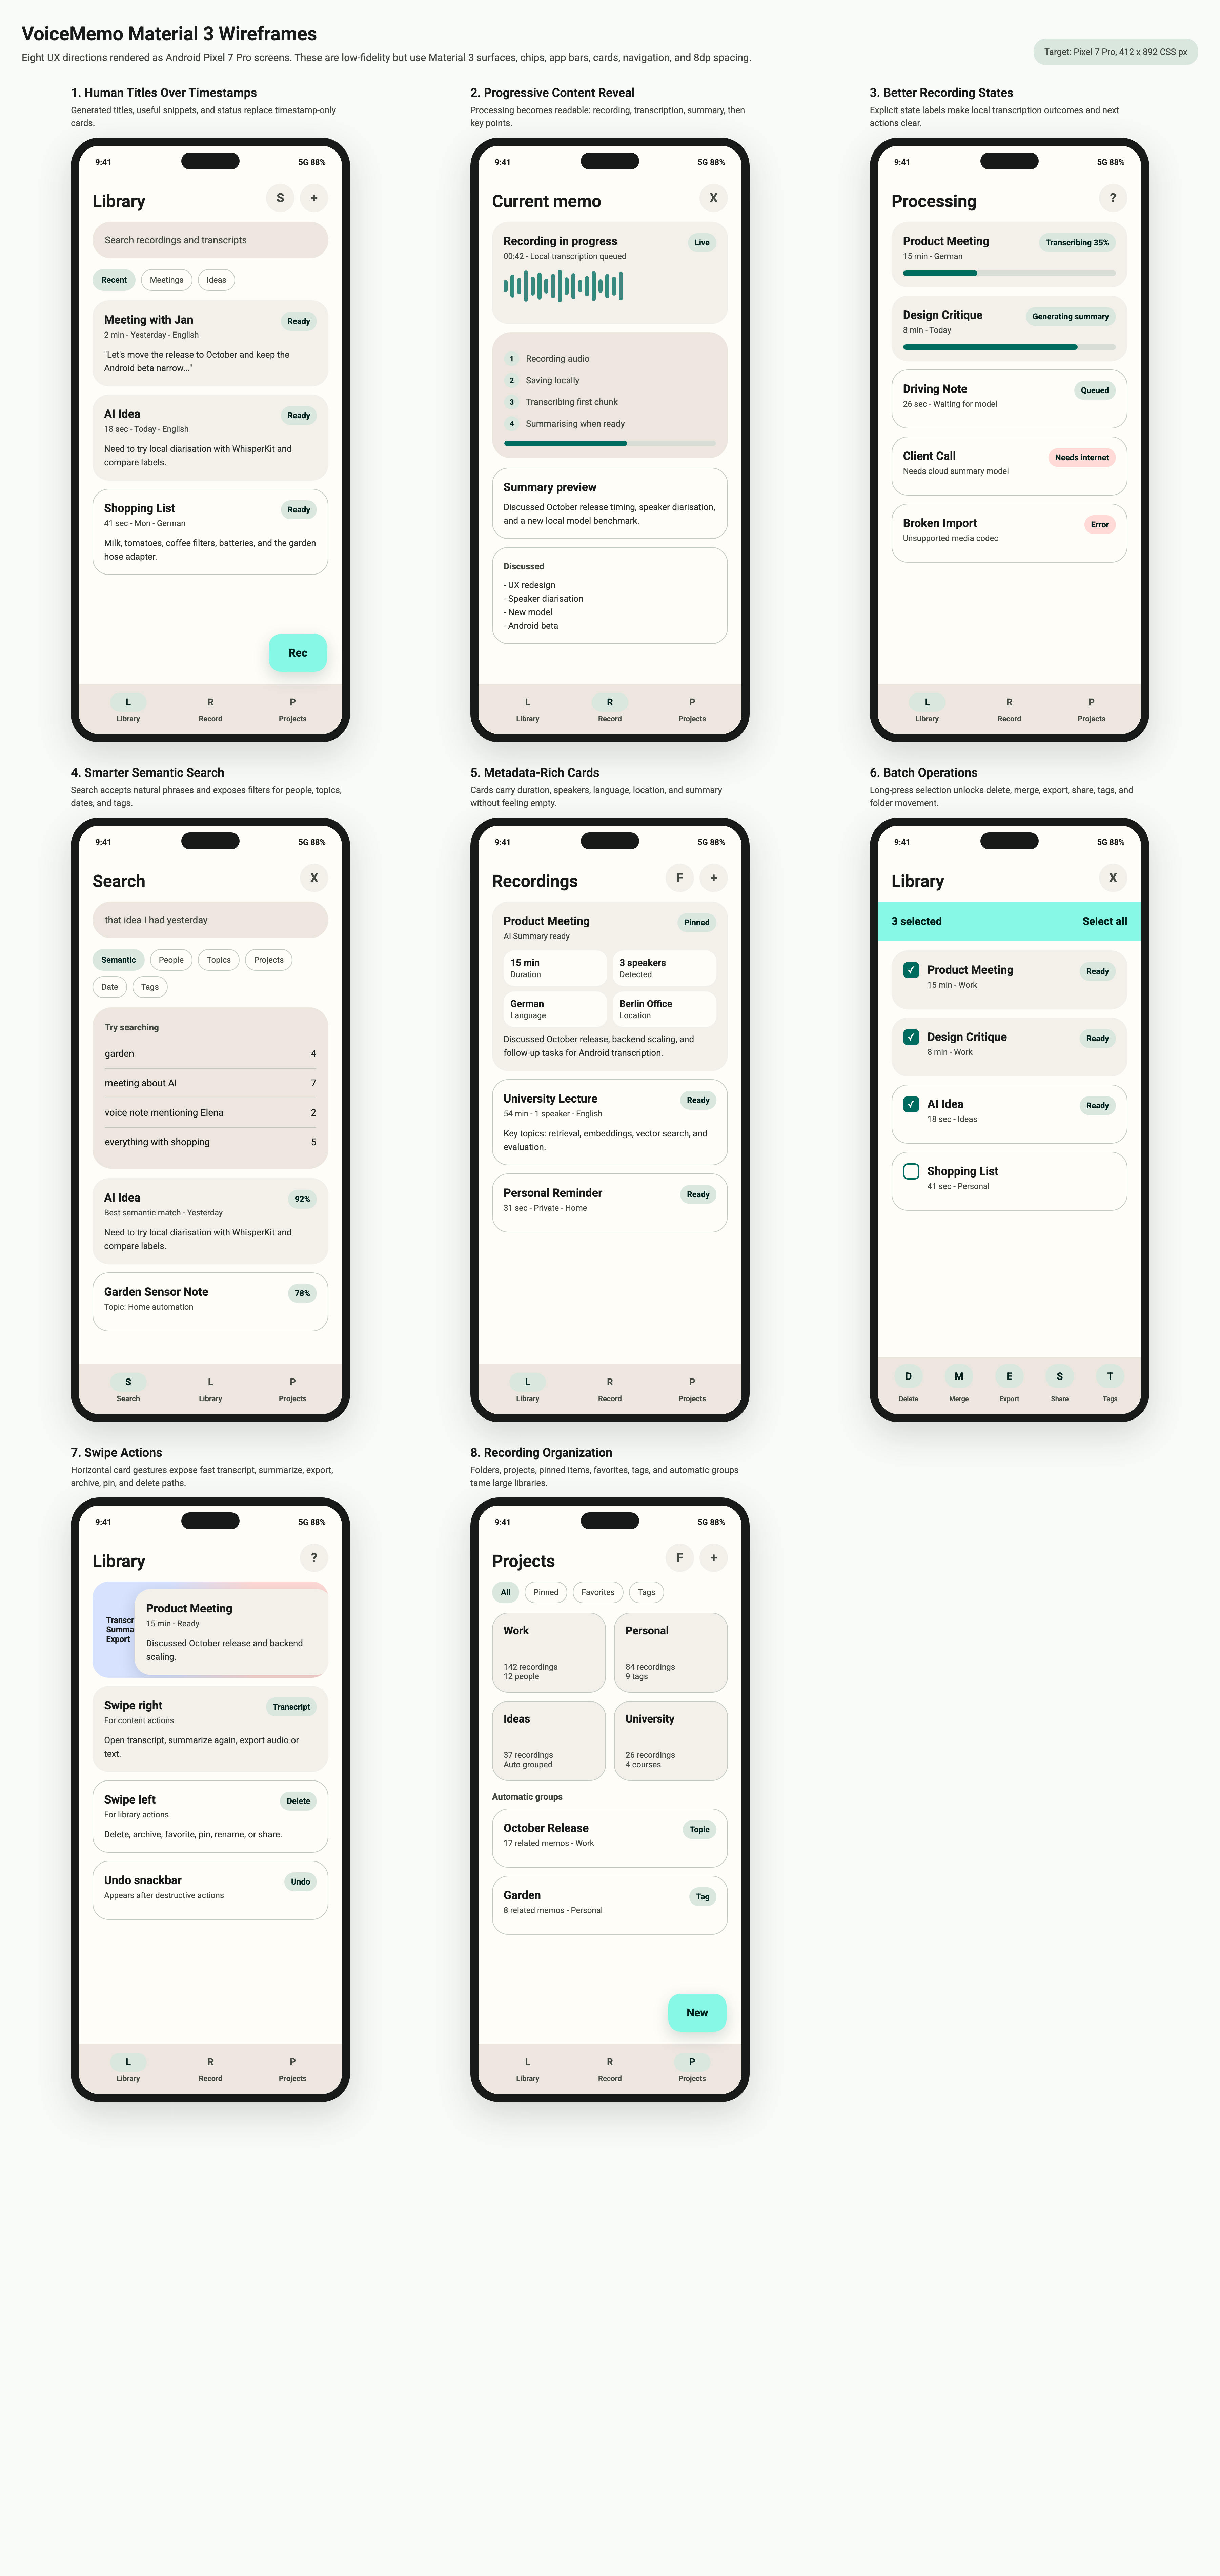 VoiceMemo Material 3 Wireframes
Eight UX directions rendered as Android Pixel 7 Pro screens. These are low-fidelity but use Material 3 surfaces, chips, app bars, cards, navigation, and 8dp spacing.
Target: Pixel 7 Pro, 412 x 892 CSS px
1. Human Titles Over Timestamps
Generated titles, useful snippets, and status replace timestamp-only
cards.
9:41
5G 88%
Library
S
+
Search recordings and transcripts
Recent
Meetings
Ideas
Meeting with Jan
Ready
2 min - Yesterday - English
"Let's move the release to October and keep the
Android beta narrow..."
AI Idea
Ready
18 sec - Today - English
Need to try local diarisation with WhisperKit and
compare labels.
Shopping List
Ready
41 sec - Mon - German
Milk, tomatoes, coffee filters, batteries, and the garden
hose adapter.
Rec
L
R
P
Library
Record
Projects
2. Progressive Content Reveal
Processing becomes readable: recording, transcription, summary, then
key points.
9:41
5G 88%
Current memo
X
Recording in progress
Live
00:42 - Local transcription queued
1 Recording audio
2 Saving locally
3 Transcribing first chunk
4 Summarising when ready
Summary preview
Discussed October release timing, speaker diarisation,
and a new local model benchmark.
Discussed
- UX redesign
- Speaker diarisation
- New model
- Android beta
L
R
P
Library
Record
Projects
3. Better Recording States
Explicit state labels make local transcription outcomes and next
actions clear.
9:41
5G 88%
Processing
?
Product Meeting
Transcribing 35%
15 min - German
Design Critique
Generating summary
8 min - Today
Driving Note
Queued
26 sec - Waiting for model
Client Call
Needs internet
Needs cloud summary model
Broken Import
Error
Unsupported media codec
L
R
P
Library
Record
Projects
4. Smarter Semantic Search
Search accepts natural phrases and exposes filters for people, topics,
dates, and tags.
9:41
5G 88%
Search
X
that idea I had yesterday
Semantic
People
Topics
Projects
Date
Tags
Try searching
garden 4
meeting about AI 7
voice note mentioning Elena 2
everything with shopping 5
AI Idea
92%
Best semantic match - Yesterday
Need to try local diarisation with WhisperKit and
compare labels.
Garden Sensor Note
78%
Topic: Home automation
S
L
P
Search
Library
Projects
5. Metadata-Rich Cards
Cards carry duration, speakers, language, location, and summary
without feeling empty.
9:41
5G 88%
Recordings
F
+
Product Meeting
Pinned
AI Summary ready
15 min
Duration
3 speakers
Detected
German
Language
Berlin Office
Location
Discussed October release, backend scaling, and
follow-up tasks for Android transcription.
University Lecture
Ready
54 min - 1 speaker - English
Key topics: retrieval, embeddings, vector search, and
evaluation.
Personal Reminder
Ready
31 sec - Private - Home
L
R
P
Library
Record
Projects
6. Batch Operations
Long-press selection unlocks delete, merge, export, share, tags, and
folder movement.
9:41
5G 88%
Library
X
3 selected
Select all
✓
Product Meeting
Ready
15 min - Work
✓
Design Critique
Ready
8 min - Work
✓
AI Idea
Ready
18 sec - Ideas
Shopping List
41 sec - Personal
D
M
E
S
T
Delete
Merge
Export
Share
Tags
7. Swipe Actions
Horizontal card gestures expose fast transcript, summarize, export,
archive, pin, and delete paths.
9:41
5G 88%
Library
?
Transcr
Summa
Export
Product Meeting
15 min - Ready
Discussed October release and backend
scaling.
Swipe right
Transcript
For content actions
Open transcript, summarize again, export audio or
text.
Swipe left
Delete
For library actions
Delete, archive, favorite, pin, rename, or share.
Undo snackbar
Undo
Appears after destructive actions
L
R
P
Library
Record
Projects
8. Recording Organization
Folders, projects, pinned items, favorites, tags, and automatic groups
tame large libraries.
9:41
5G 88%
Projects
F
+
All
Pinned
Favorites
Tags
Work
142 recordings
12 people
Personal
84 recordings
9 tags
Ideas
37 recordings
Auto grouped
University
26 recordings
4 courses
Automatic groups
October Release
Topic
17 related memos - Work
Garden
Tag
8 related memos - Personal
New
L
R
P
Library
Record
Projects